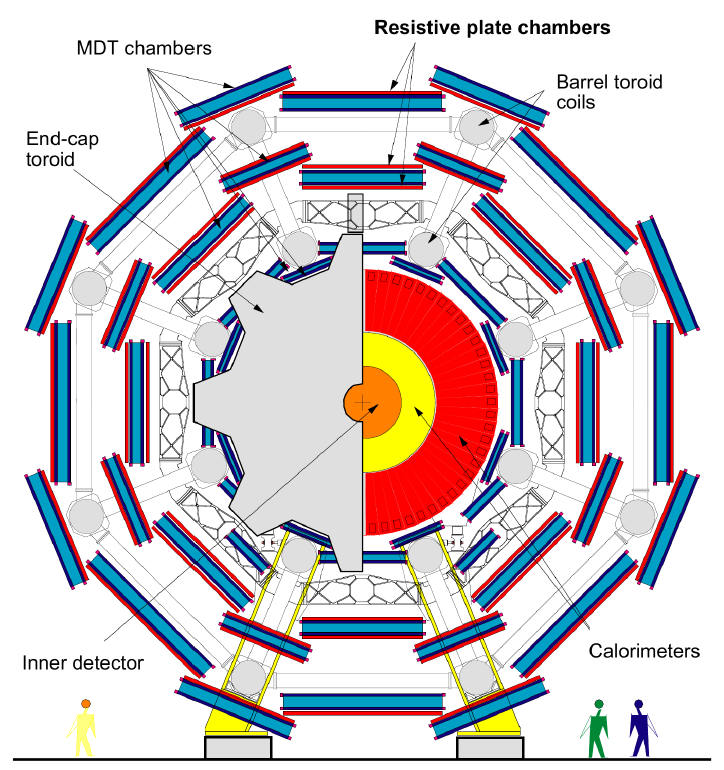 Resistive plate chambers
MDT chambers
Barrel toroid
coils
End-cap
toroid
Inner detector
Calorimeters